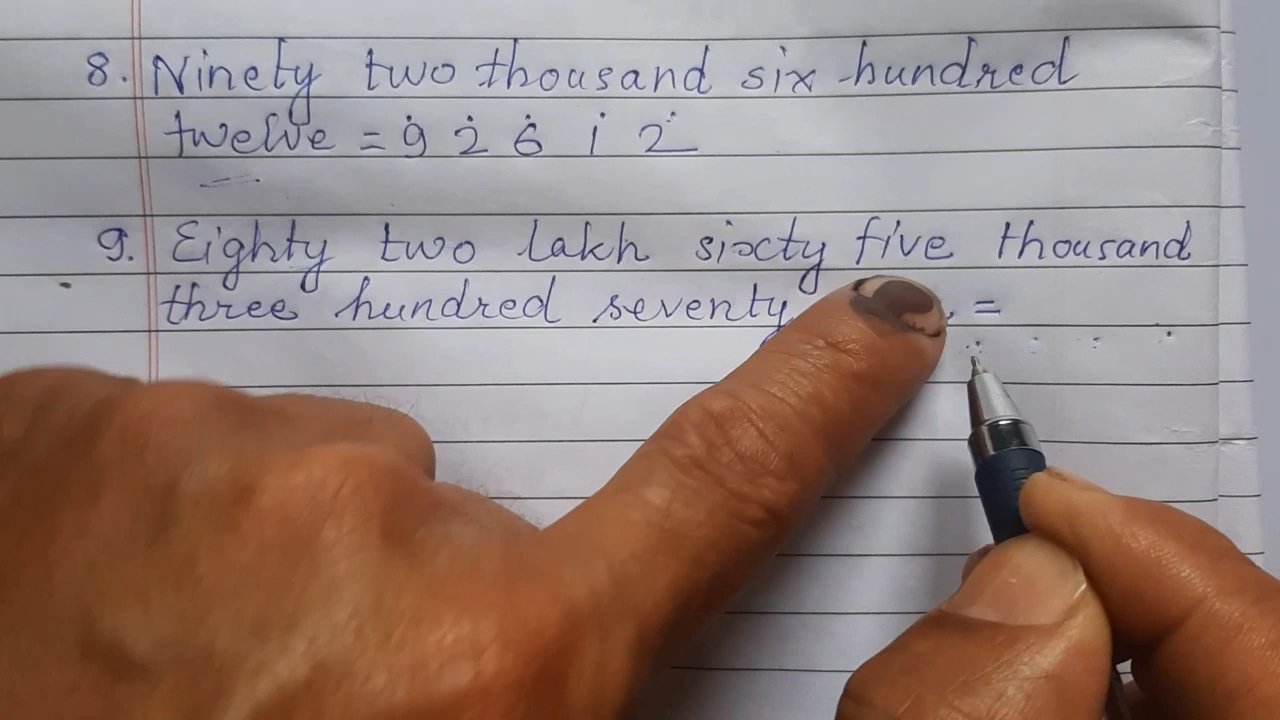 8. Ninety two thousand six hundred
twelve = 9 2 6 1 2
9. Eighty two lakh sixty five thousand
three hundred seventy =